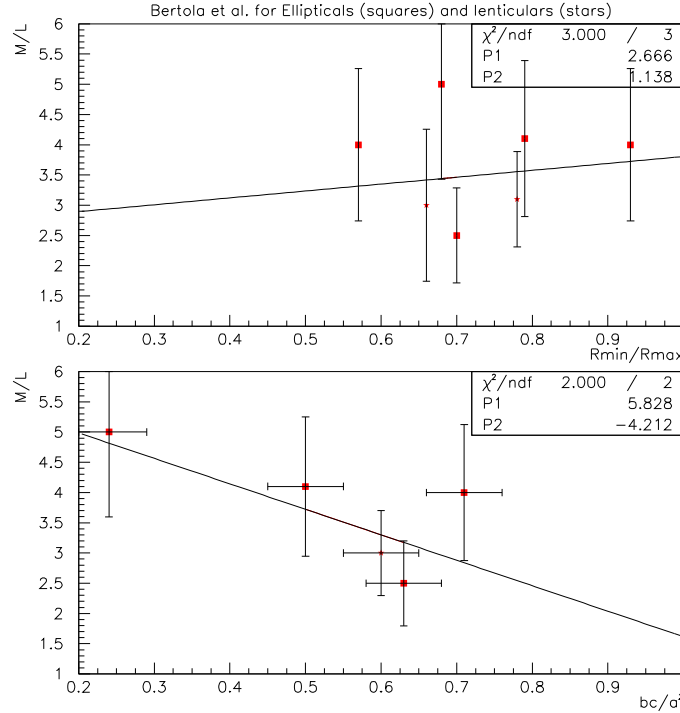 Bertola et al. for Ellipticals (squares) and lenticulars (stars)
M/L
χ²/ndf 3.000 / 3
P1 2.666
P2 1.138
6
5.5
5
4.5
4
3.5
3
2.5
2
1.5
1
0.2 0.3 0.4 0.5 0.6 0.7 0.8 0.9
Rmin/Rmax
M/L
χ²/ndf 2.000 / 2
P1 5.828
P2 −4.212
6
5.5
5
4.5
4
3.5
3
2.5
2
1.5
1
0.2 0.3 0.4 0.5 0.6 0.7 0.8 0.9
bc/a²